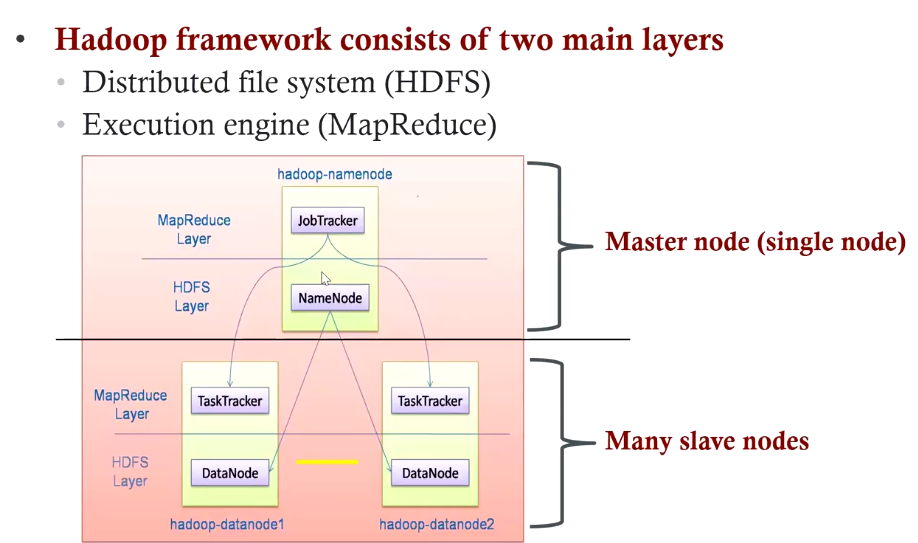 • Hadoop framework consists of two main layers
• Distributed file system (HDFS)
• Execution engine (MapReduce)
hadoop-namenode
MapReduce
Layer
JobTracker
HDFS
Layer
NameNode
Master node (single node)
MapReduce
Layer
TaskTracker
TaskTracker
HDFS
Layer
DataNode
DataNode
hadoop-datanode1
hadoop-datanode2
Many slave nodes